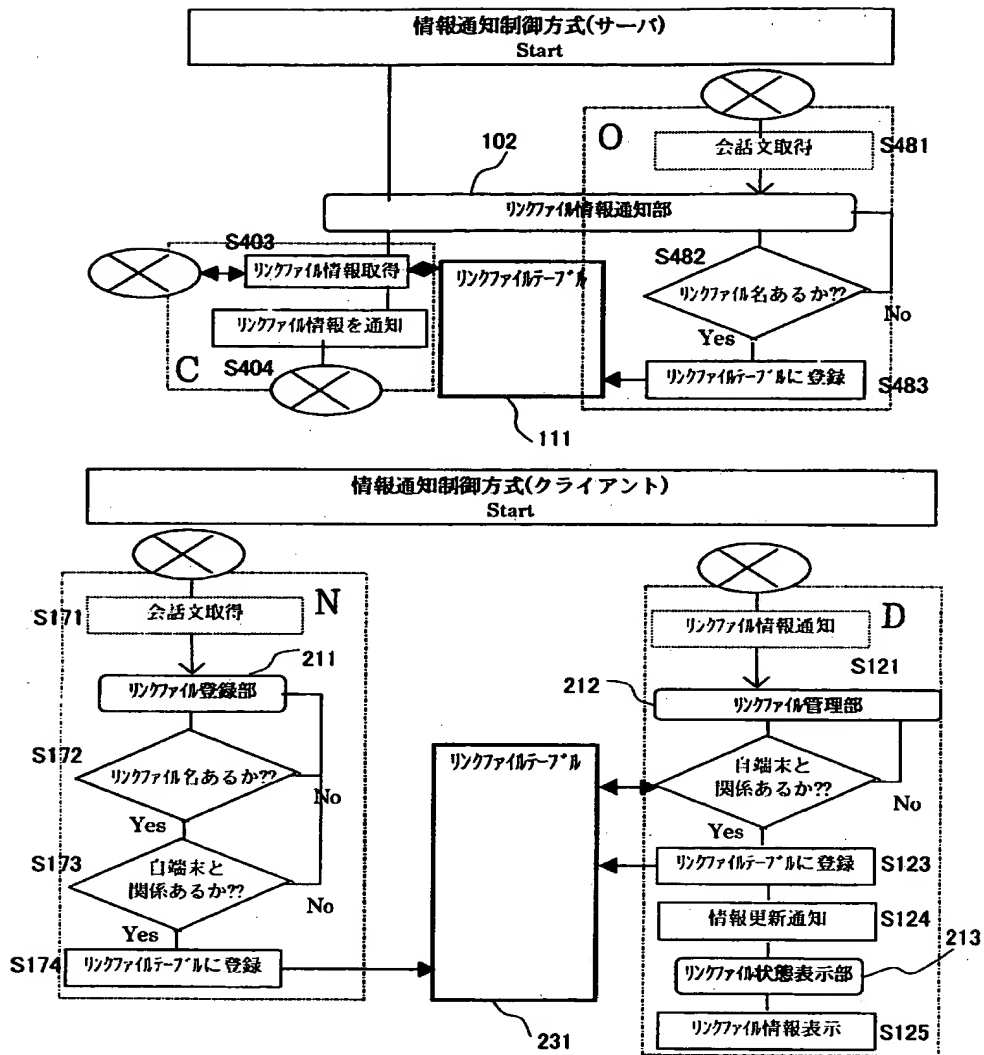 情報通知制御方式(サーバ)
Start
O
会話文取得
S481
102
リンクファイル情報通知部
S403
リンクファイル情報取得
リンクファイルテーブル
S482
リンクファイル名あるか??
No
Yes
リンクファイル情報を通知
C
S404
リンクファイルテーブルに登録
S483
111
情報通知制御方式(クライアント)
Start
N
S171
会話文取得
211
リンクファイル登録部
S172
リンクファイル名あるか??
No
Yes
S173
自端末と
関係あるか??
No
Yes
S174
リンクファイルテーブルに登録
リンクファイルテーブル
231
D
リンクファイル情報通知
S121
212
リンクファイル管理部
自端末と
関係あるか??
No
Yes
リンクファイルテーブルに登録
S123
情報更新通知
S124
213
リンクファイル状態表示部
リンクファイル情報表示
S125